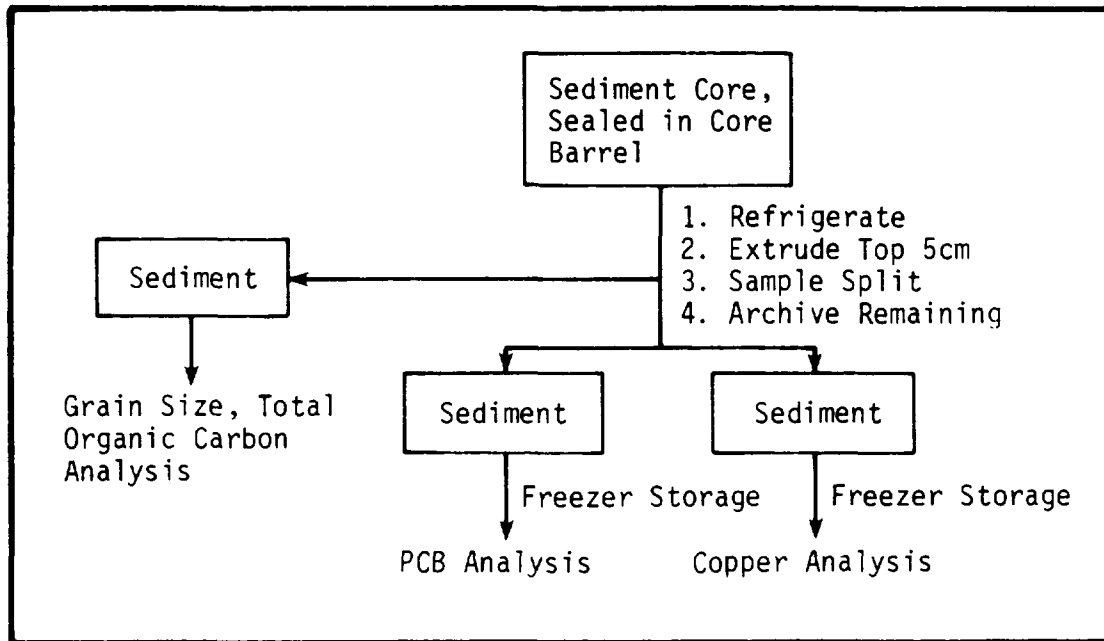 Sediment Core,
Sealed in Core
Barrel
1. Refrigerate
2. Extrude Top 5cm
3. Sample Split
4. Archive Remaining
Sediment
Grain Size, Total
Organic Carbon
Analysis
Sediment
Sediment
Freezer Storage
Freezer Storage
PCB Analysis
Copper Analysis